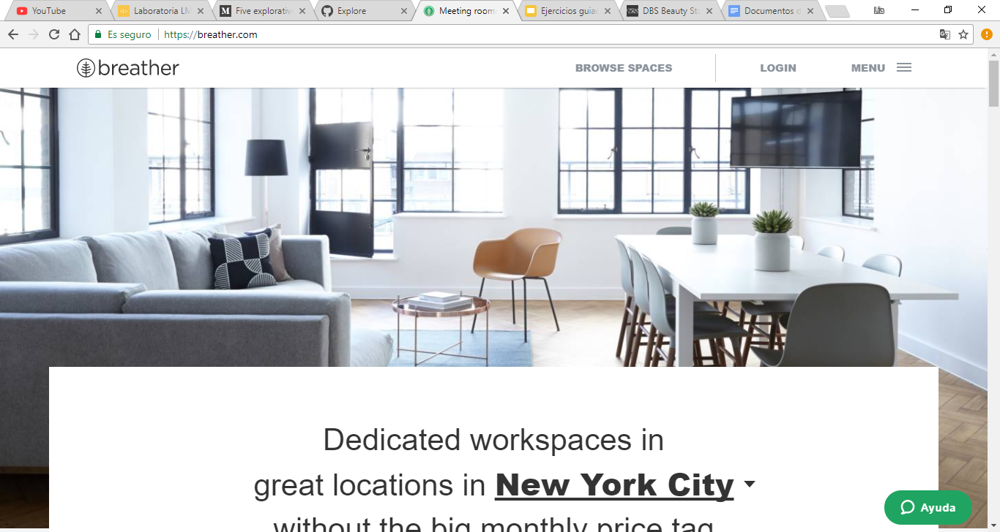 YouTube
Laboratoria LM
Five explorative
Explore
Meeting room
Ejercicios guia
DBS Beauty Sto
Documentos d
Es seguro
https://breather.com
breather
BROWSE SPACES
LOGIN
MENU
Dedicated workspaces in
great locations in New York City
without the big monthly price tag
Ayuda